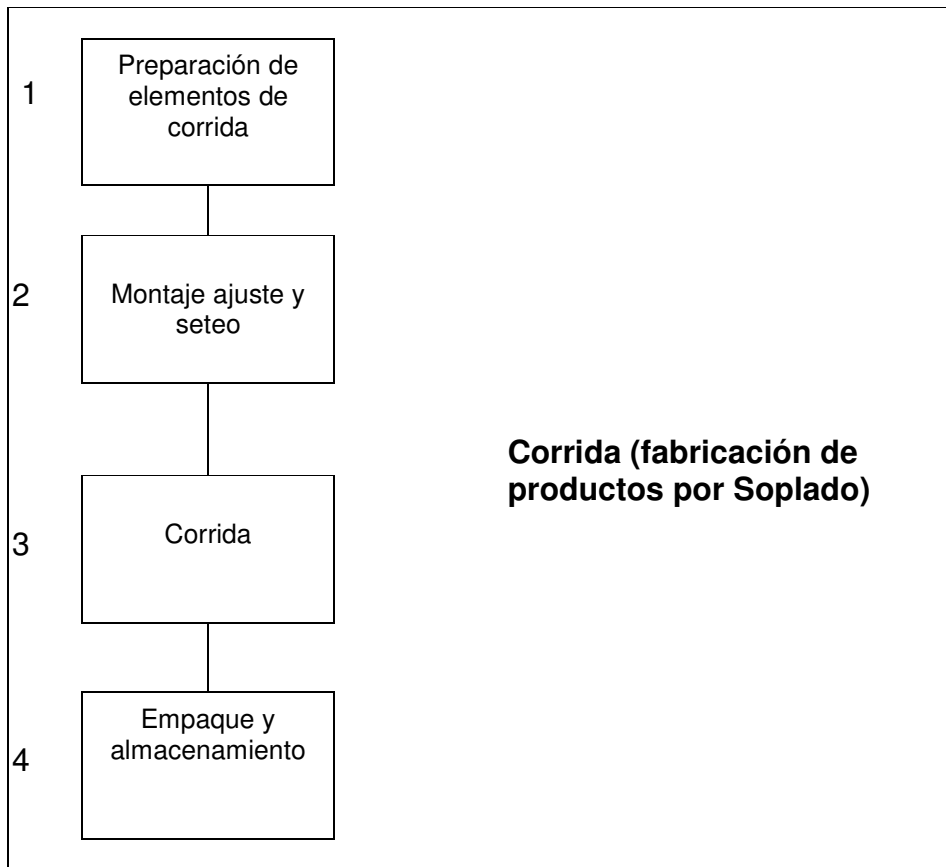 1
Preparación de
elementos de
corrida
2
Montaje ajuste y
seteo
Corrida (fabricación de
productos por Soplado)
3
Corrida
4
Empaque y
almacenamiento